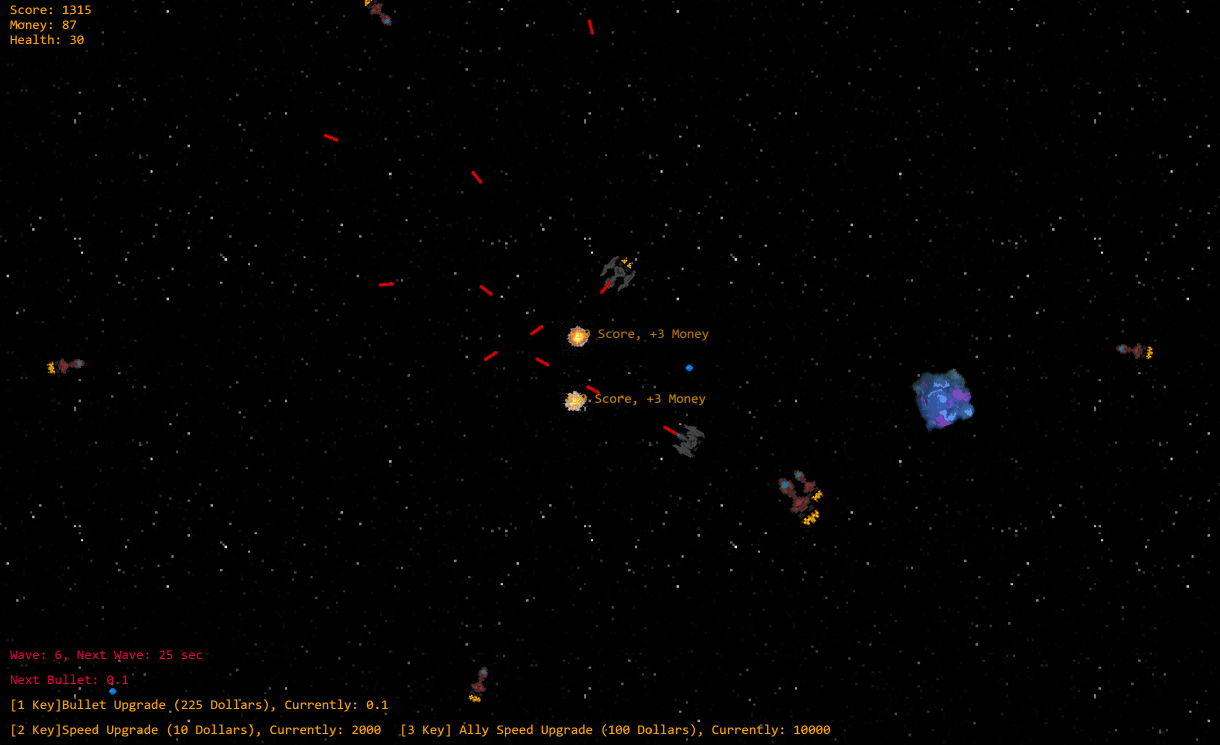 Score: 1315
Money: 87
Health: 30
Score, +3 Money
Score, +3 Money
Wave: 6, Next Wave: 25 sec
Next Bullet: 0.1
[1 Key]Bullet Upgrade (225 Dollars), Currently: 0.1
[2 Key]Speed Upgrade (10 Dollars), Currently: 2000 [3 Key] Ally Speed Upgrade (100 Dollars), Currently: 10000